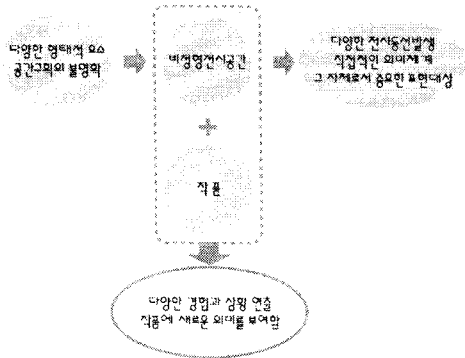 다양한 형태적 요소
공간구획의 불명확
비정형전시공간
+
작품
다양한 전시동선발생
직접적인 의미체계
그 자체로서 중요한 표현대상
다양한 경험과 상황 연출
작품에 새로운 의미를 부여함